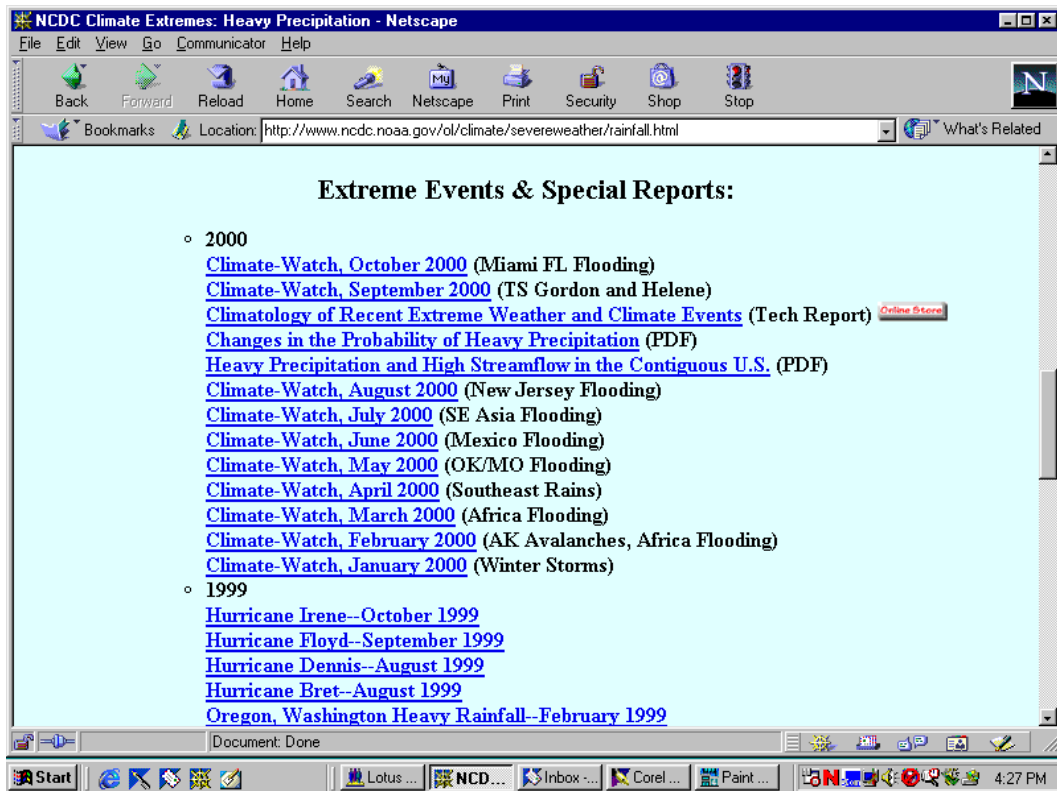 NCDC Climate Extremes: Heavy Precipitation - Netscape
File Edit View Go Communicator Help
My
N
Back Forward Reload Home Search Netscape Print Security Shop Stop
Bookmarks Location: http://www.ncdc.noaa.gov/ol/climate/severeweather/rainfall.html What's Related
Extreme Events & Special Reports:
2000
Climate-Watch, October 2000 (Miami FL Flooding)
Climate-Watch, September 2000 (TS Gordon and Helene)
Climatology of Recent Extreme Weather and Climate Events (Tech Report) Online Store
Changes in the Probability of Heavy Precipitation (PDF)
Heavy Precipitation and High Streamflow in the Contiguous U.S. (PDF)
Climate-Watch, August 2000 (New Jersey Flooding)
Climate-Watch, July 2000 (SE Asia Flooding)
Climate-Watch, June 2000 (Mexico Flooding)
Climate-Watch, May 2000 (OK/MO Flooding)
Climate-Watch, April 2000 (Southeast Rains)
Climate-Watch, March 2000 (Africa Flooding)
Climate-Watch, February 2000 (AK Avalanches, Africa Flooding)
Climate-Watch, January 2000 (Winter Storms)
1999
Hurricane Irene--October 1999
Hurricane Floyd--September 1999
Hurricane Dennis--August 1999
Hurricane Bret--August 1999
Oregon, Washington Heavy Rainfall--February 1999
Document: Done
Start Lotus ... NCD... Inbox -... Corel ... Paint ... N 4:27 PM